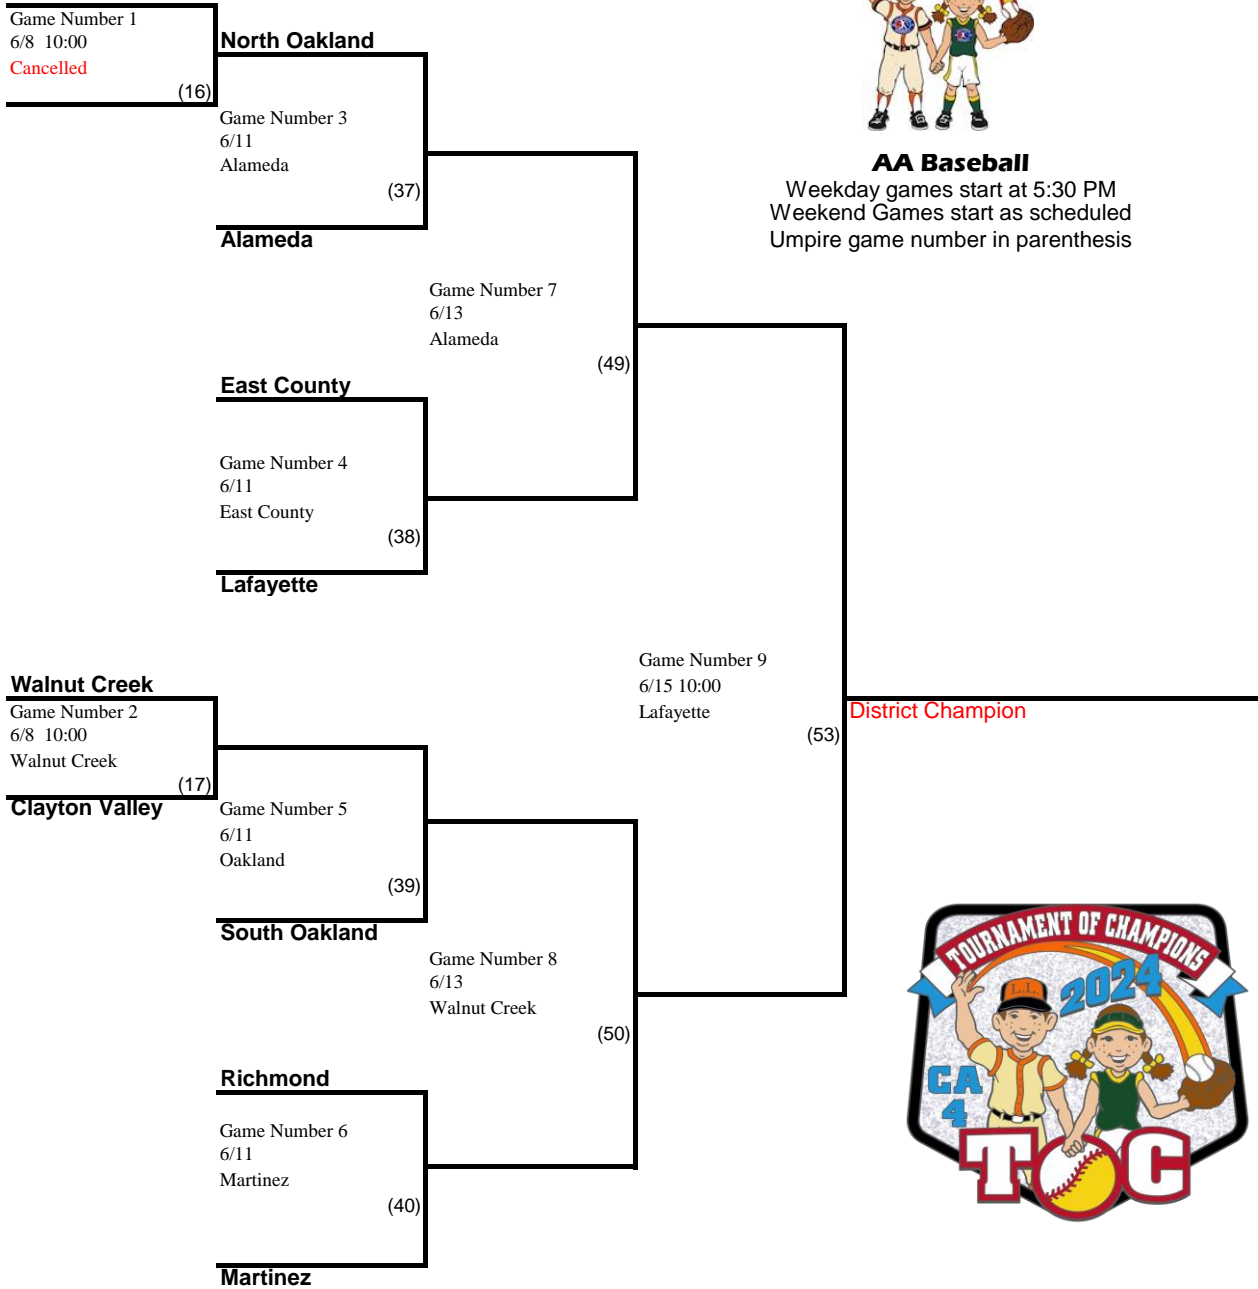 Game Number 1
6/8 10:00
Cancelled
(16)
North Oakland
Game Number 3
6/11
Alameda
(37)
Alameda
AA Baseball
Weekday games start at 5:30 PM
Weekend Games start as scheduled
Umpire game number in parenthesis
Game Number 7
6/13
Alameda
(49)
East County
Game Number 4
6/11
East County
(38)
Lafayette
Walnut Creek
Game Number 2
6/8 10:00
Walnut Creek
(17)
Clayton Valley
Game Number 9
6/15 10:00
Lafayette
(53)
District Champion
Game Number 5
6/11
Oakland
(39)
South Oakland
Game Number 8
6/13
Walnut Creek
(50)
Richmond
Game Number 6
6/11
Martinez
(40)
Martinez
TOURNAMENT OF CHAMPIONS
2024
L.L.
CA
4
TOC